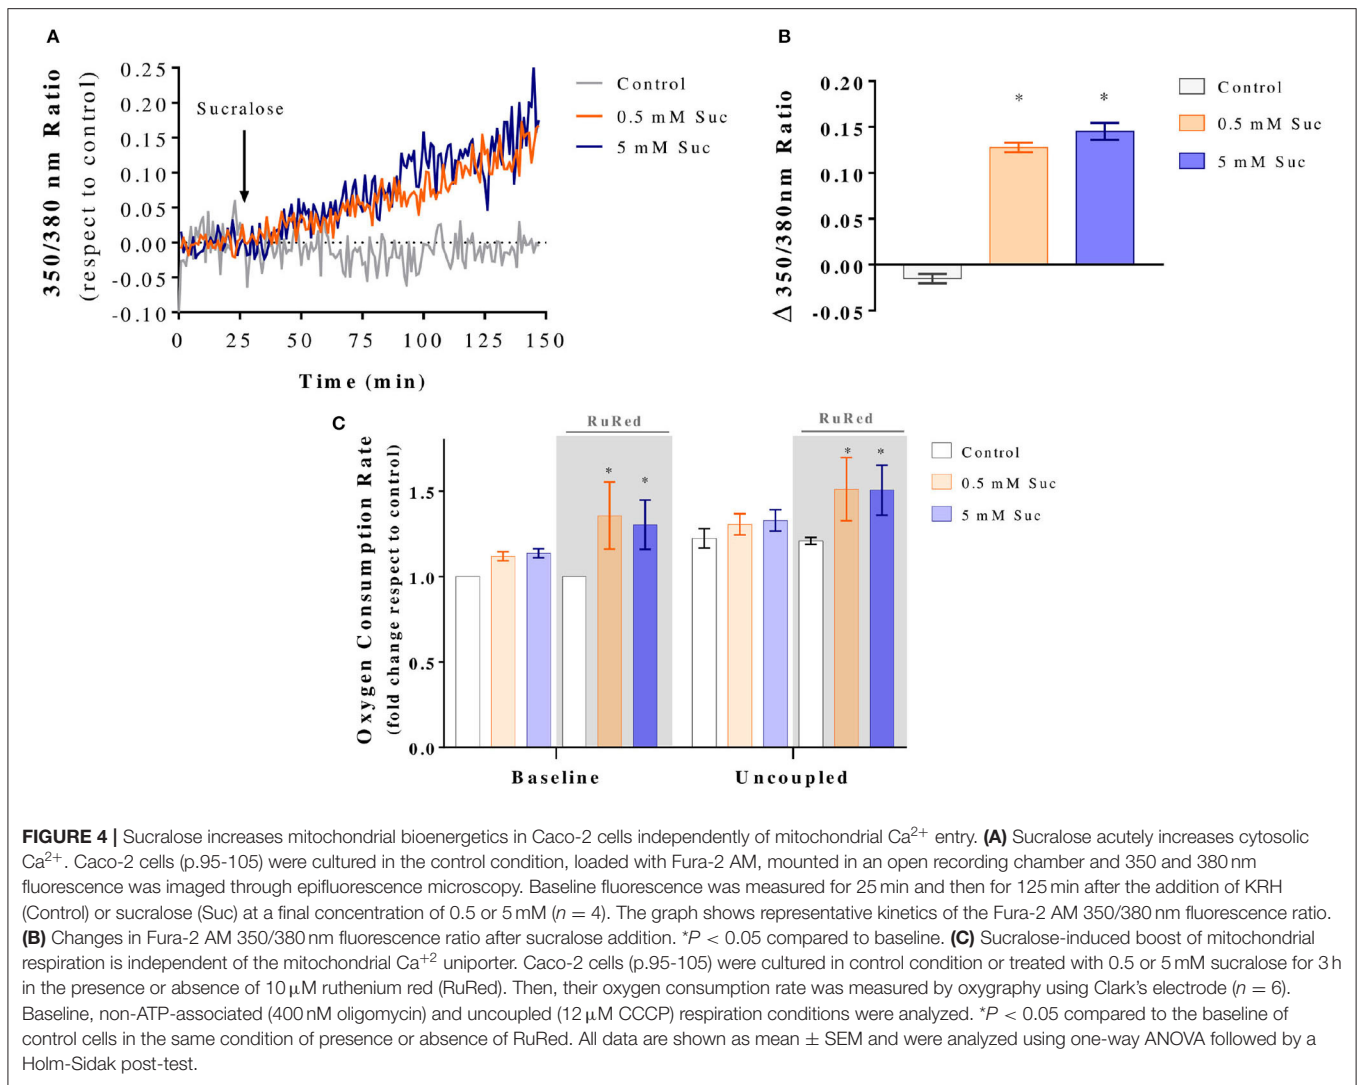 A
350/380 nm Ratio
(respect to control)
0.25
0.20
0.15
0.10
0.05
0.00
-0.05
-0.10
Sucralose
0 25 50 75 100 125 150
Time (min)
Control
0.5 mM Suc
5 mM Suc
B
Δ 350/380nm Ratio
0.20
0.15
0.10
0.05
0.00
-0.05
* *
Control
0.5 mM Suc
5 mM Suc
C
Oxygen Consumption Rate
(fold change respect to control)
1.5
1.0
0.5
0.0
RuRed RuRed
* * * *
Baseline Uncoupled
Control
0.5 mM Suc
5 mM Suc
FIGURE 4 | Sucralose increases mitochondrial bioenergetics in Caco-2 cells independently of mitochondrial Ca2+ entry. (A) Sucralose acutely increases cytosolic
Ca2+. Caco-2 cells (p.95-105) were cultured in the control condition, loaded with Fura-2 AM, mounted in an open recording chamber and 350 and 380 nm
fluorescence was imaged through epifluorescence microscopy. Baseline fluorescence was measured for 25 min and then for 125 min after the addition of KRH
(Control) or sucralose (Suc) at a final concentration of 0.5 or 5 mM (n = 4). The graph shows representative kinetics of the Fura-2 AM 350/380 nm fluorescence ratio.
(B) Changes in Fura-2 AM 350/380 nm fluorescence ratio after sucralose addition. *P < 0.05 compared to baseline. (C) Sucralose-induced boost of mitochondrial
respiration is independent of the mitochondrial Ca+2 uniporter. Caco-2 cells (p.95-105) were cultured in control condition or treated with 0.5 or 5 mM sucralose for 3 h
in the presence or absence of 10 μM ruthenium red (RuRed). Then, their oxygen consumption rate was measured by oxygraphy using Clark's electrode (n = 6).
Baseline, non-ATP-associated (400 nM oligomycin) and uncoupled (12 μM CCCP) respiration conditions were analyzed. *P < 0.05 compared to the baseline of
control cells in the same condition of presence or absence of RuRed. All data are shown as mean ± SEM and were analyzed using one-way ANOVA followed by a
Holm-Sidak post-test.